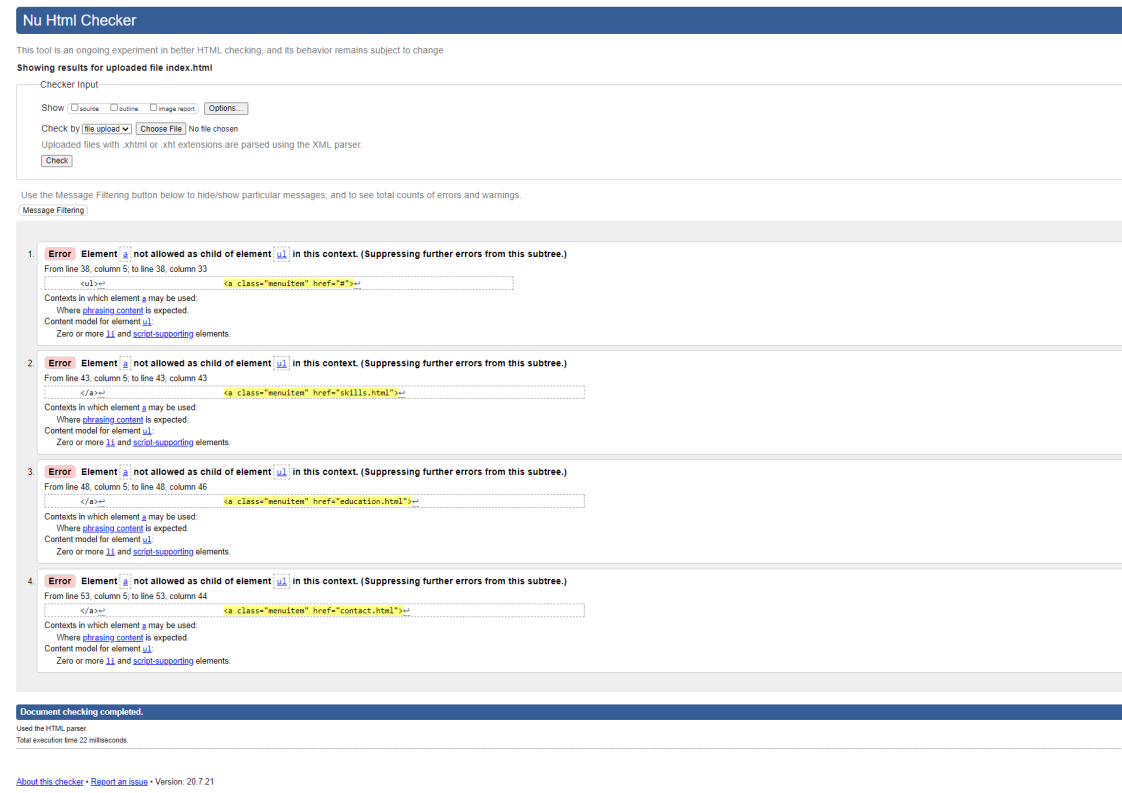 Nu Html Checker
This tool is an ongoing experiment in better HTML checking, and its behavior remains subject to change
Showing results for uploaded file index.html
Checker Input
Show source outline image report Options...
Check by file upload Choose File No file chosen
Uploaded files with .xhtml or .xht extensions are parsed using the XML parser.
Check
Use the Message Filtering button below to hide/show particular messages, and to see total counts of errors and warnings.
Message Filtering
1. Error Element a not allowed as child of element ul in this context. (Suppressing further errors from this subtree.)
From line 38, column 5; to line 38, column 33
<ul>↩ <a class="menuitem" href="#">↩
Contexts in which element a may be used:
Where phrasing content is expected.
Content model for element ul:
Zero or more li and script-supporting elements.
2. Error Element a not allowed as child of element ul in this context. (Suppressing further errors from this subtree.)
From line 43, column 5; to line 43, column 43
</a>↩ <a class="menuitem" href="skills.html">↩
Contexts in which element a may be used:
Where phrasing content is expected.
Content model for element ul:
Zero or more li and script-supporting elements.
3. Error Element a not allowed as child of element ul in this context. (Suppressing further errors from this subtree.)
From line 48, column 5; to line 48, column 46
</a>↩ <a class="menuitem" href="education.html">↩
Contexts in which element a may be used:
Where phrasing content is expected.
Content model for element ul:
Zero or more li and script-supporting elements.
4. Error Element a not allowed as child of element ul in this context. (Suppressing further errors from this subtree.)
From line 53, column 5; to line 53, column 44
</a>↩ <a class="menuitem" href="contact.html">↩
Contexts in which element a may be used:
Where phrasing content is expected.
Content model for element ul:
Zero or more li and script-supporting elements.
Document checking completed.
Used the HTML parser.
Total execution time 22 milliseconds.
About this checker • Report an issue • Version: 20.7.21